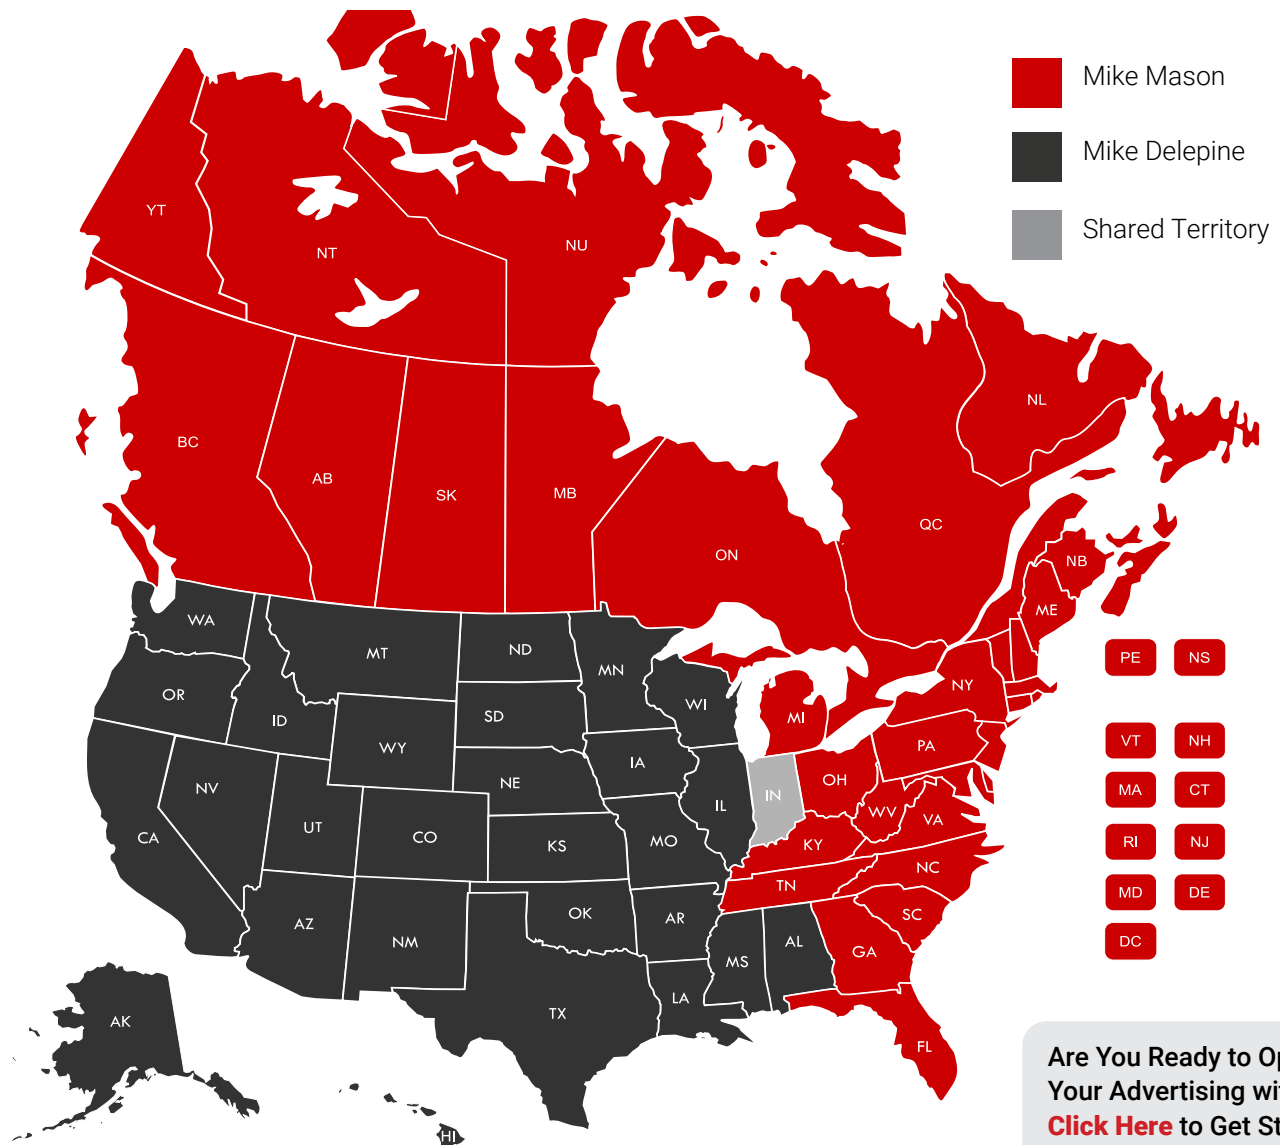 Mike Mason
Mike Delepine
Shared Territory
YT
NT
NU
BC
AB
SK
MB
ON
QC
NL
NB
ME
PE NS
VT NH
MA CT
RI NJ
MD DE
DC
WA
OR
ID
MT
ND
SD
MN
WI
WY
NE
IA
MI
NY
PA
CA
NV
UT
CO
KS
MO
IL
IN
OH
WV
VA
KY
TN
NC
SC
AZ
NM
OK
AR
TX
LA
MS
AL
GA
FL
AK
HI
Are You Ready to Op
Your Advertising wi
Click Here to Get St